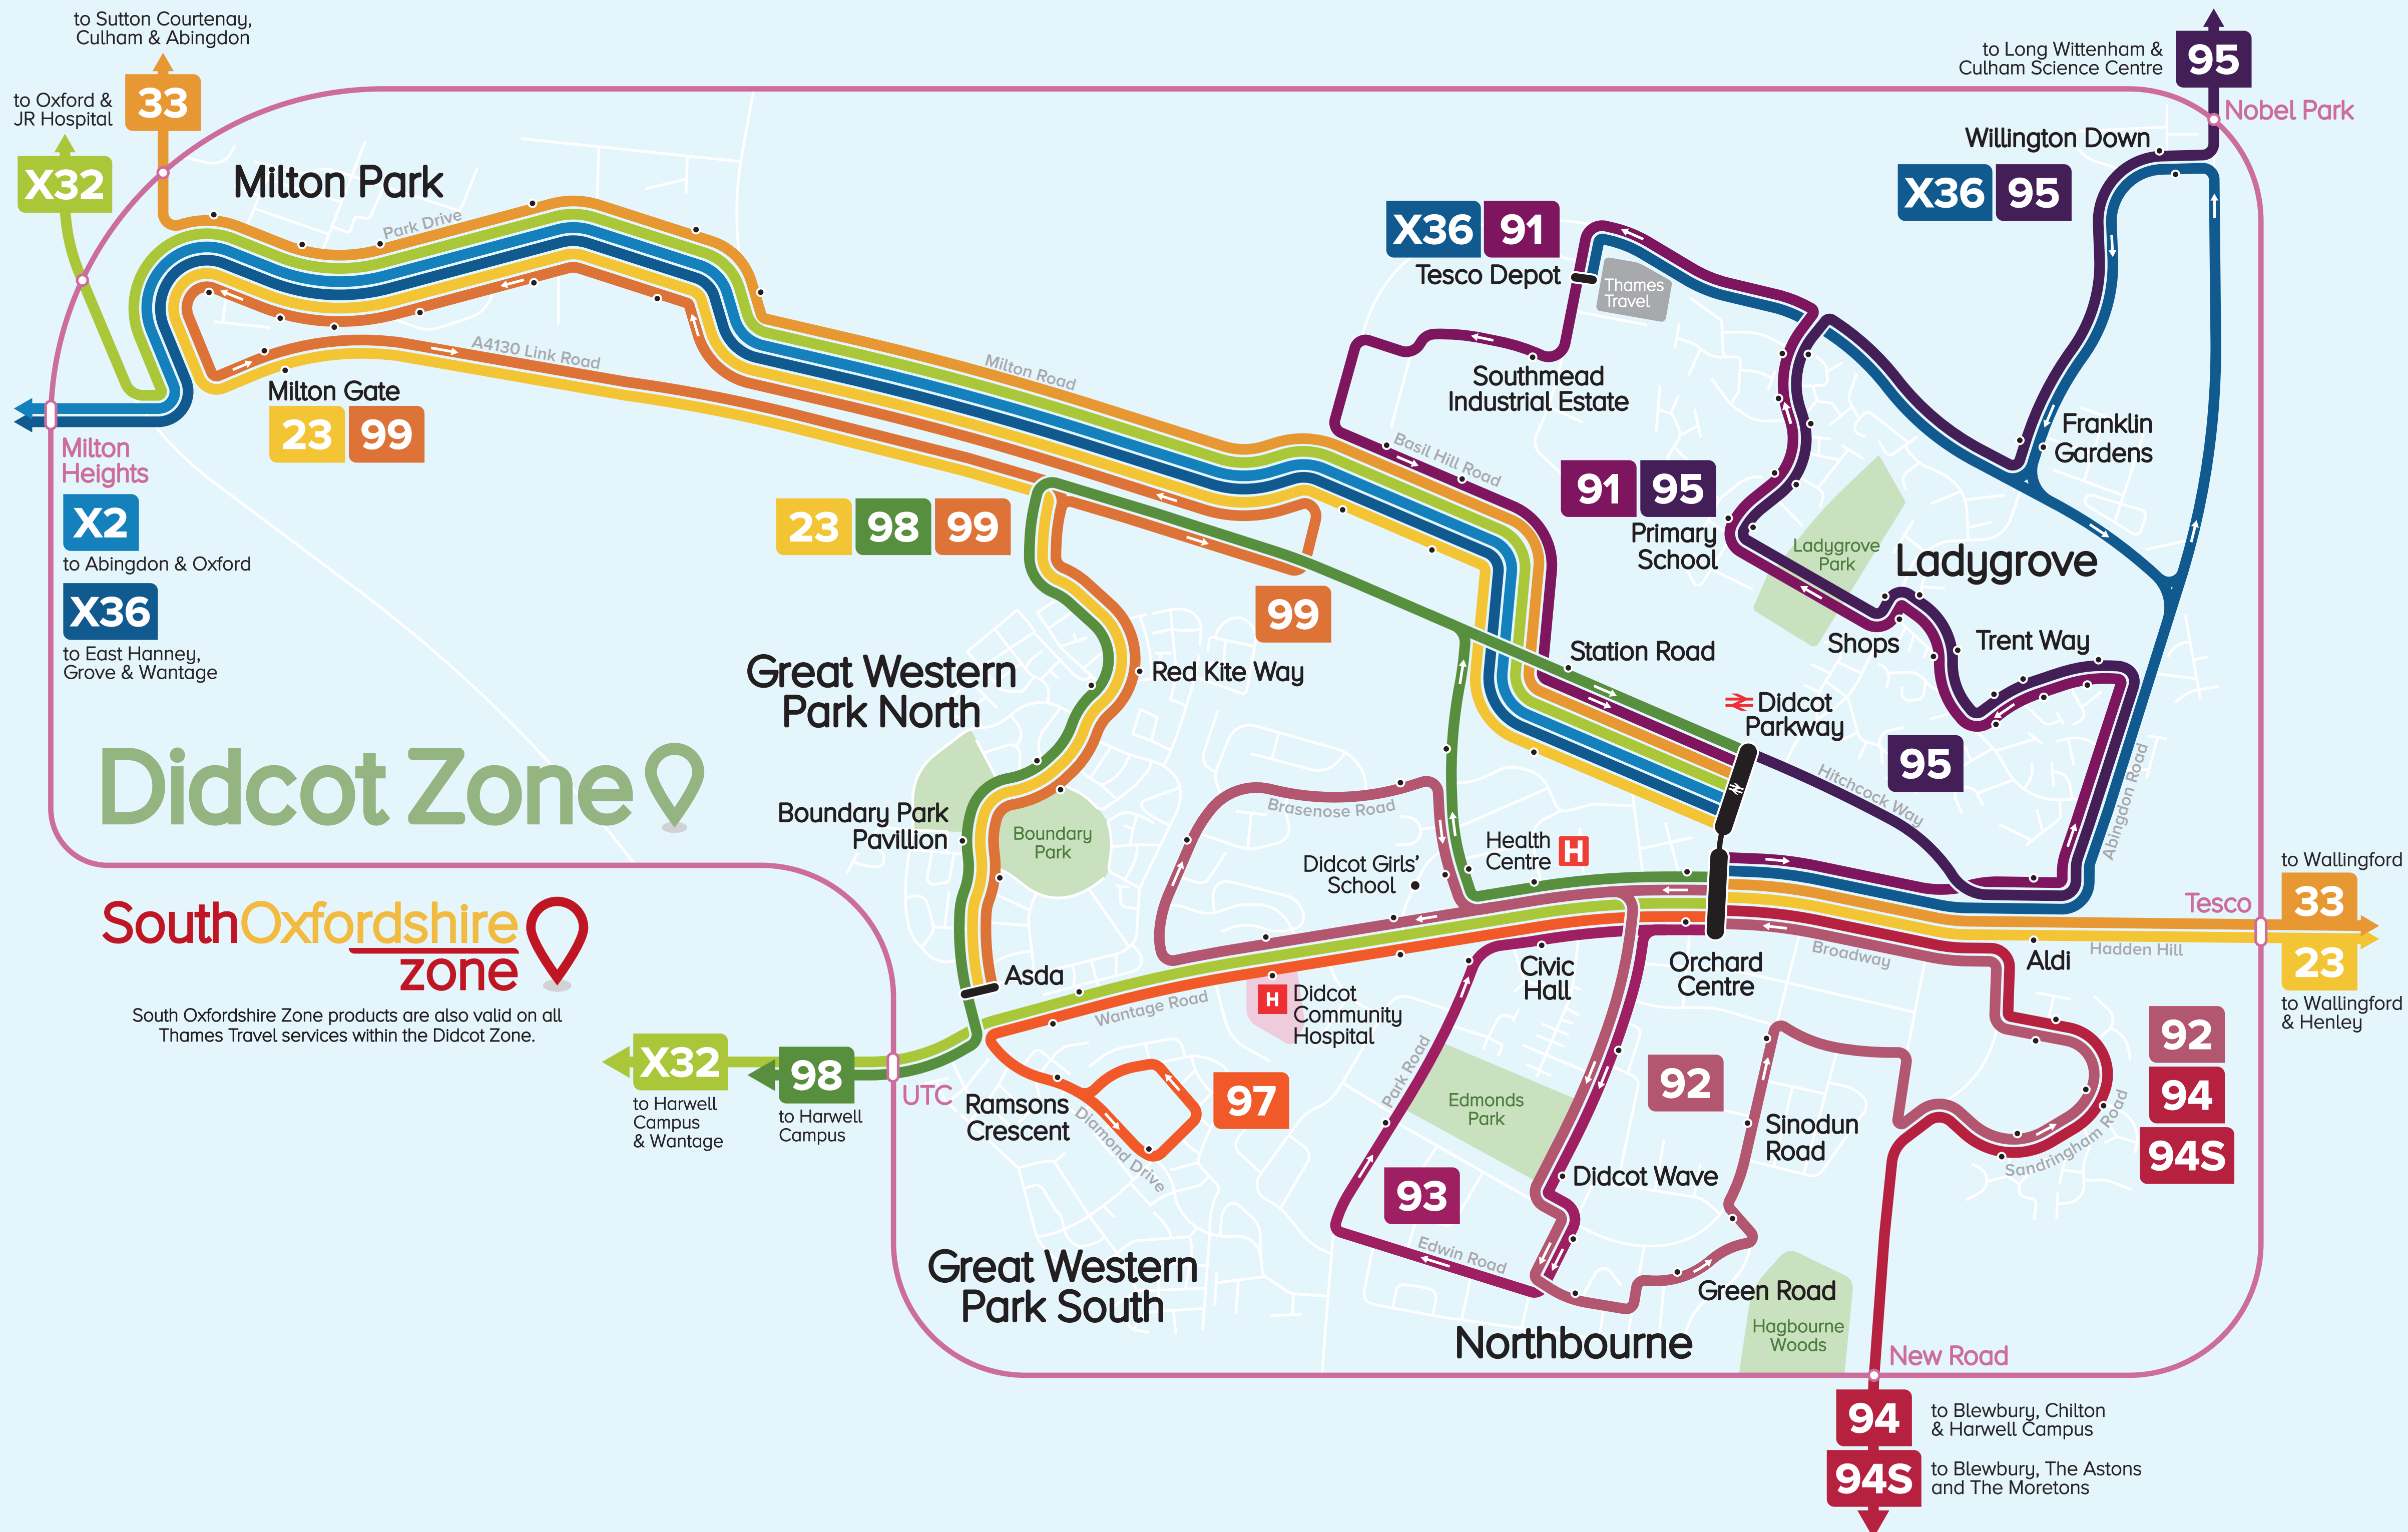 to Sutton Courtenay,
Culham & Abingdon
33
to Oxford &
JR Hospital
X32
Milton Park
Park Drive
A4130 Link Road
Milton Gate
23 99
Milton Road
Milton
Heights
X2
to Abingdon & Oxford
X36
to East Hanney,
Grove & Wantage
to Long Wittenham &
Culham Science Centre
95
Nobel Park
Willington Down
X36 95
X36 91
Tesco Depot
Thames
Travel
Southmead
Industrial Estate
Basil Hill Road
Franklin
Gardens
91 95
Primary
School
Ladygrove
Park
Ladygrove
Shops
Trent Way
23 98 99
99
Station Road
Didcot
Parkway
95
Hitchcock Way
Abingdon Road
Great Western
Park North
Red Kite Way
Didcot Zone
Boundary Park
Pavillion
Boundary
Park
Brasenose Road
Didcot Girls'
School
Health
Centre
H
to Wallingford
33
Tesco
23
to Wallingford
& Henley
Hadden Hill
Aldi
Broadway
Orchard
Centre
Civic
Hall
SouthOxfordshire
zone
South Oxfordshire Zone products are also valid on all
Thames Travel services within the Didcot Zone.
Asda
Wantage Road
H
Didcot
Community
Hospital
X32
to Harwell
Campus
& Wantage
98
to Harwell
Campus
UTC
Ramsons
Crescent
Diamond Drive
97
Park Road
Edmonds
Park
92
Sinodun
Road
92
94
94S
Sandringham Road
93
Didcot Wave
Edwin Road
Green Road
Great Western
Park South
Northbourne
Hagbourne
Woods
New Road
94
to Blewbury, Chilton
& Harwell Campus
94S
to Blewbury, The Astons
and The Moretons